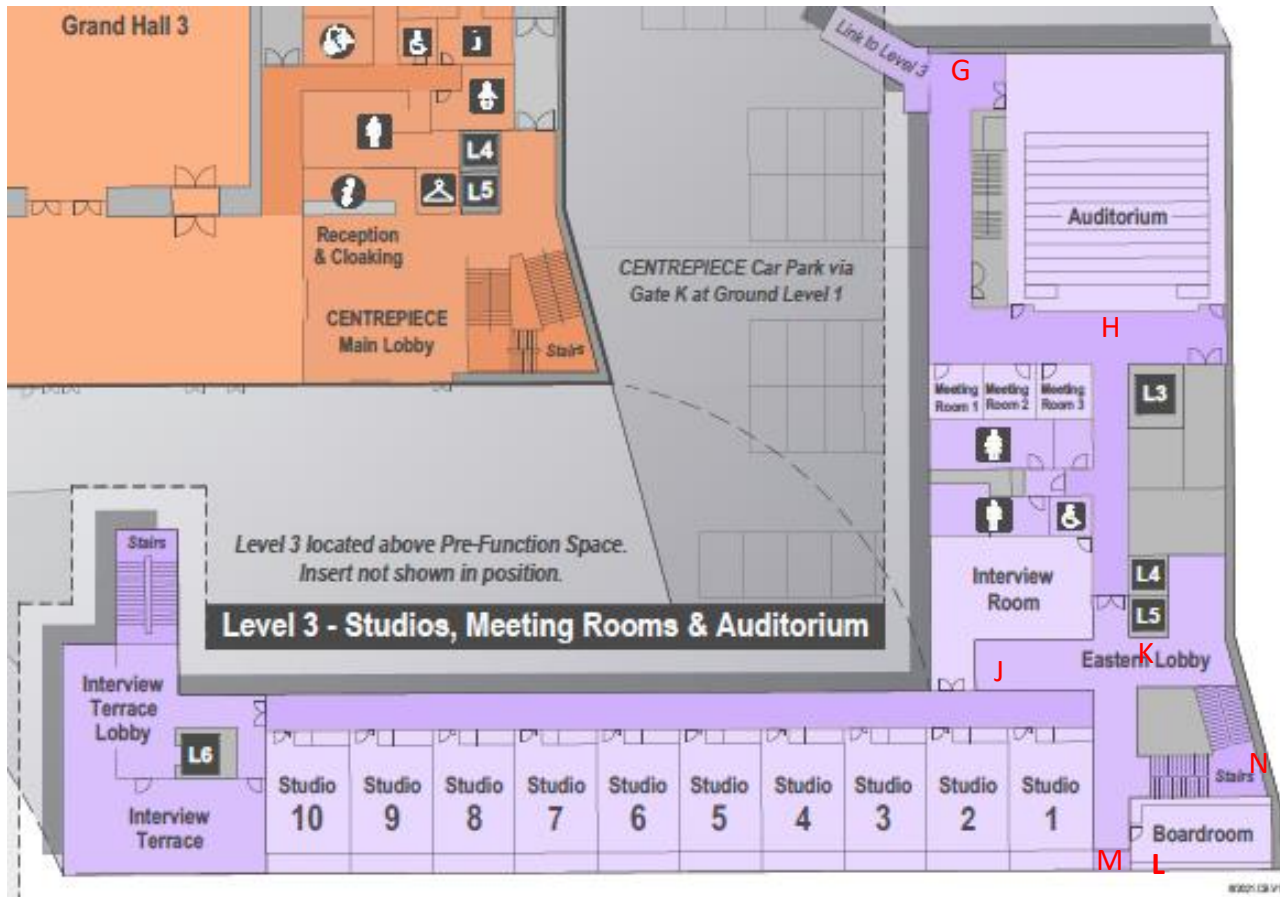 Grand Hall 3
L4
L5
Reception
& Cloaking
CENTREPIECE
Main Lobby
Stairs
CENTREPIECE Car Park via
Gate K at Ground Level 1
Link to Level 3
G
Auditorium
H
Meeting
Room 1
Meeting
Room 2
Meeting
Room 3
L3
Interview
Room
L4
L5
K
Eastern Lobby
J
Level 3 located above Pre-Function Space.
Insert not shown in position.
Level 3 - Studios, Meeting Rooms & Auditorium
Stairs
Interview
Terrace
Lobby
L6
Interview
Terrace
Studio
10
Studio
9
Studio
8
Studio
7
Studio
6
Studio
5
Studio
4
Studio
3
Studio
2
Studio
1
N
Stairs
Boardroom
M
L